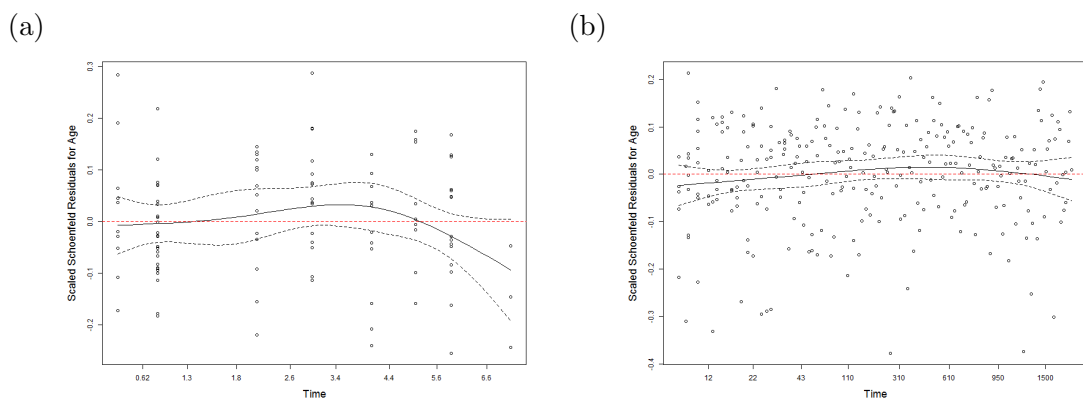 (a)
(b)
Scaled Schoenfeld Residuals for Age
0.3
0.2
0.1
0.0
-0.1
-0.2
0.62 1.3 1.8 2.6 3.4 4.4 5.6 6.6
Time
Scaled Schoenfeld Residuals for Age
0.2
0.1
0.0
-0.1
-0.2
-0.3
-0.4
12 22 43 110 310 610 950 1500
Time